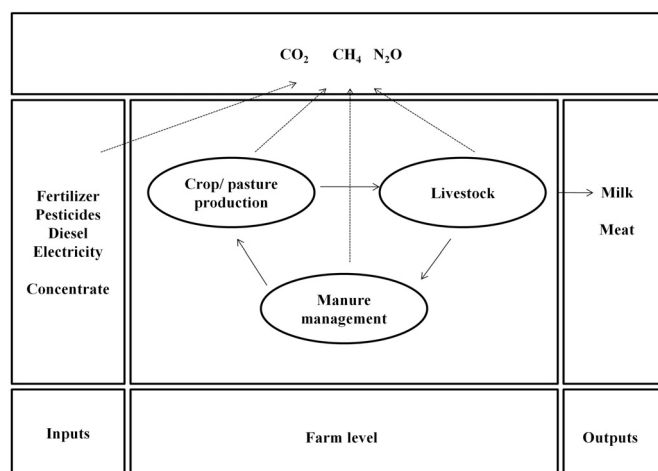 CO₂ CH₄ N₂O
Fertilizer
Pesticides
Diesel
Electricity
Concentrate
Crop/ pasture
production
Livestock
Manure
management
Milk
Meat
Inputs
Farm level
Outputs